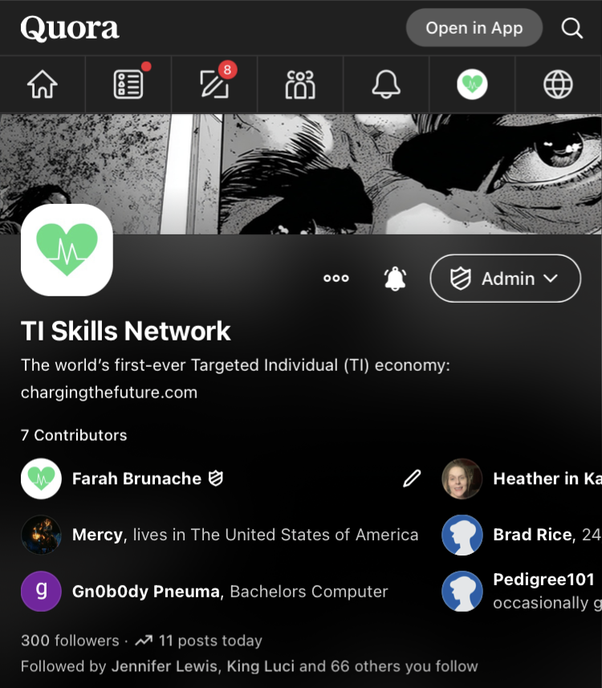 Quora
Open in App
8
TI Skills Network
The world’s first-ever Targeted Individual (TI) economy:
chargingthefuture.com
Admin
7 Contributors
Farah Brunache
Heather in Ka
Mercy, lives in The United States of America
Brad Rice, 24
g
Gn0b0dy Pneuma, Bachelors Computer
Pedigree101
occasionally g
300 followers · 11 posts today
Followed by Jennifer Lewis, King Luci and 66 others you follow